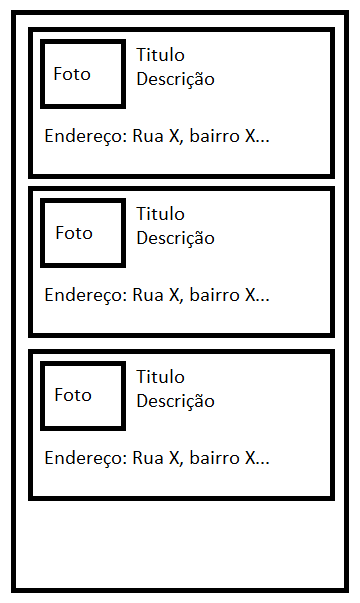 Foto
Titulo
Descrição
Endereço: Rua X, bairro X...
Foto
Titulo
Descrição
Endereço: Rua X, bairro X...
Foto
Titulo
Descrição
Endereço: Rua X, bairro X...